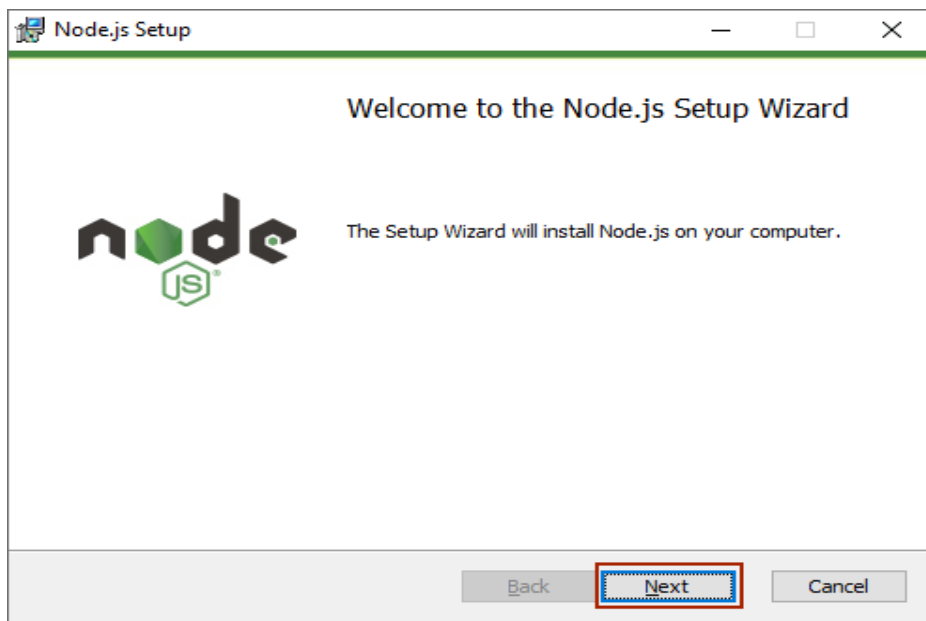 Node.js Setup
Welcome to the Node.js Setup Wizard
node
JS®
The Setup Wizard will install Node.js on your computer.
Back Next Cancel